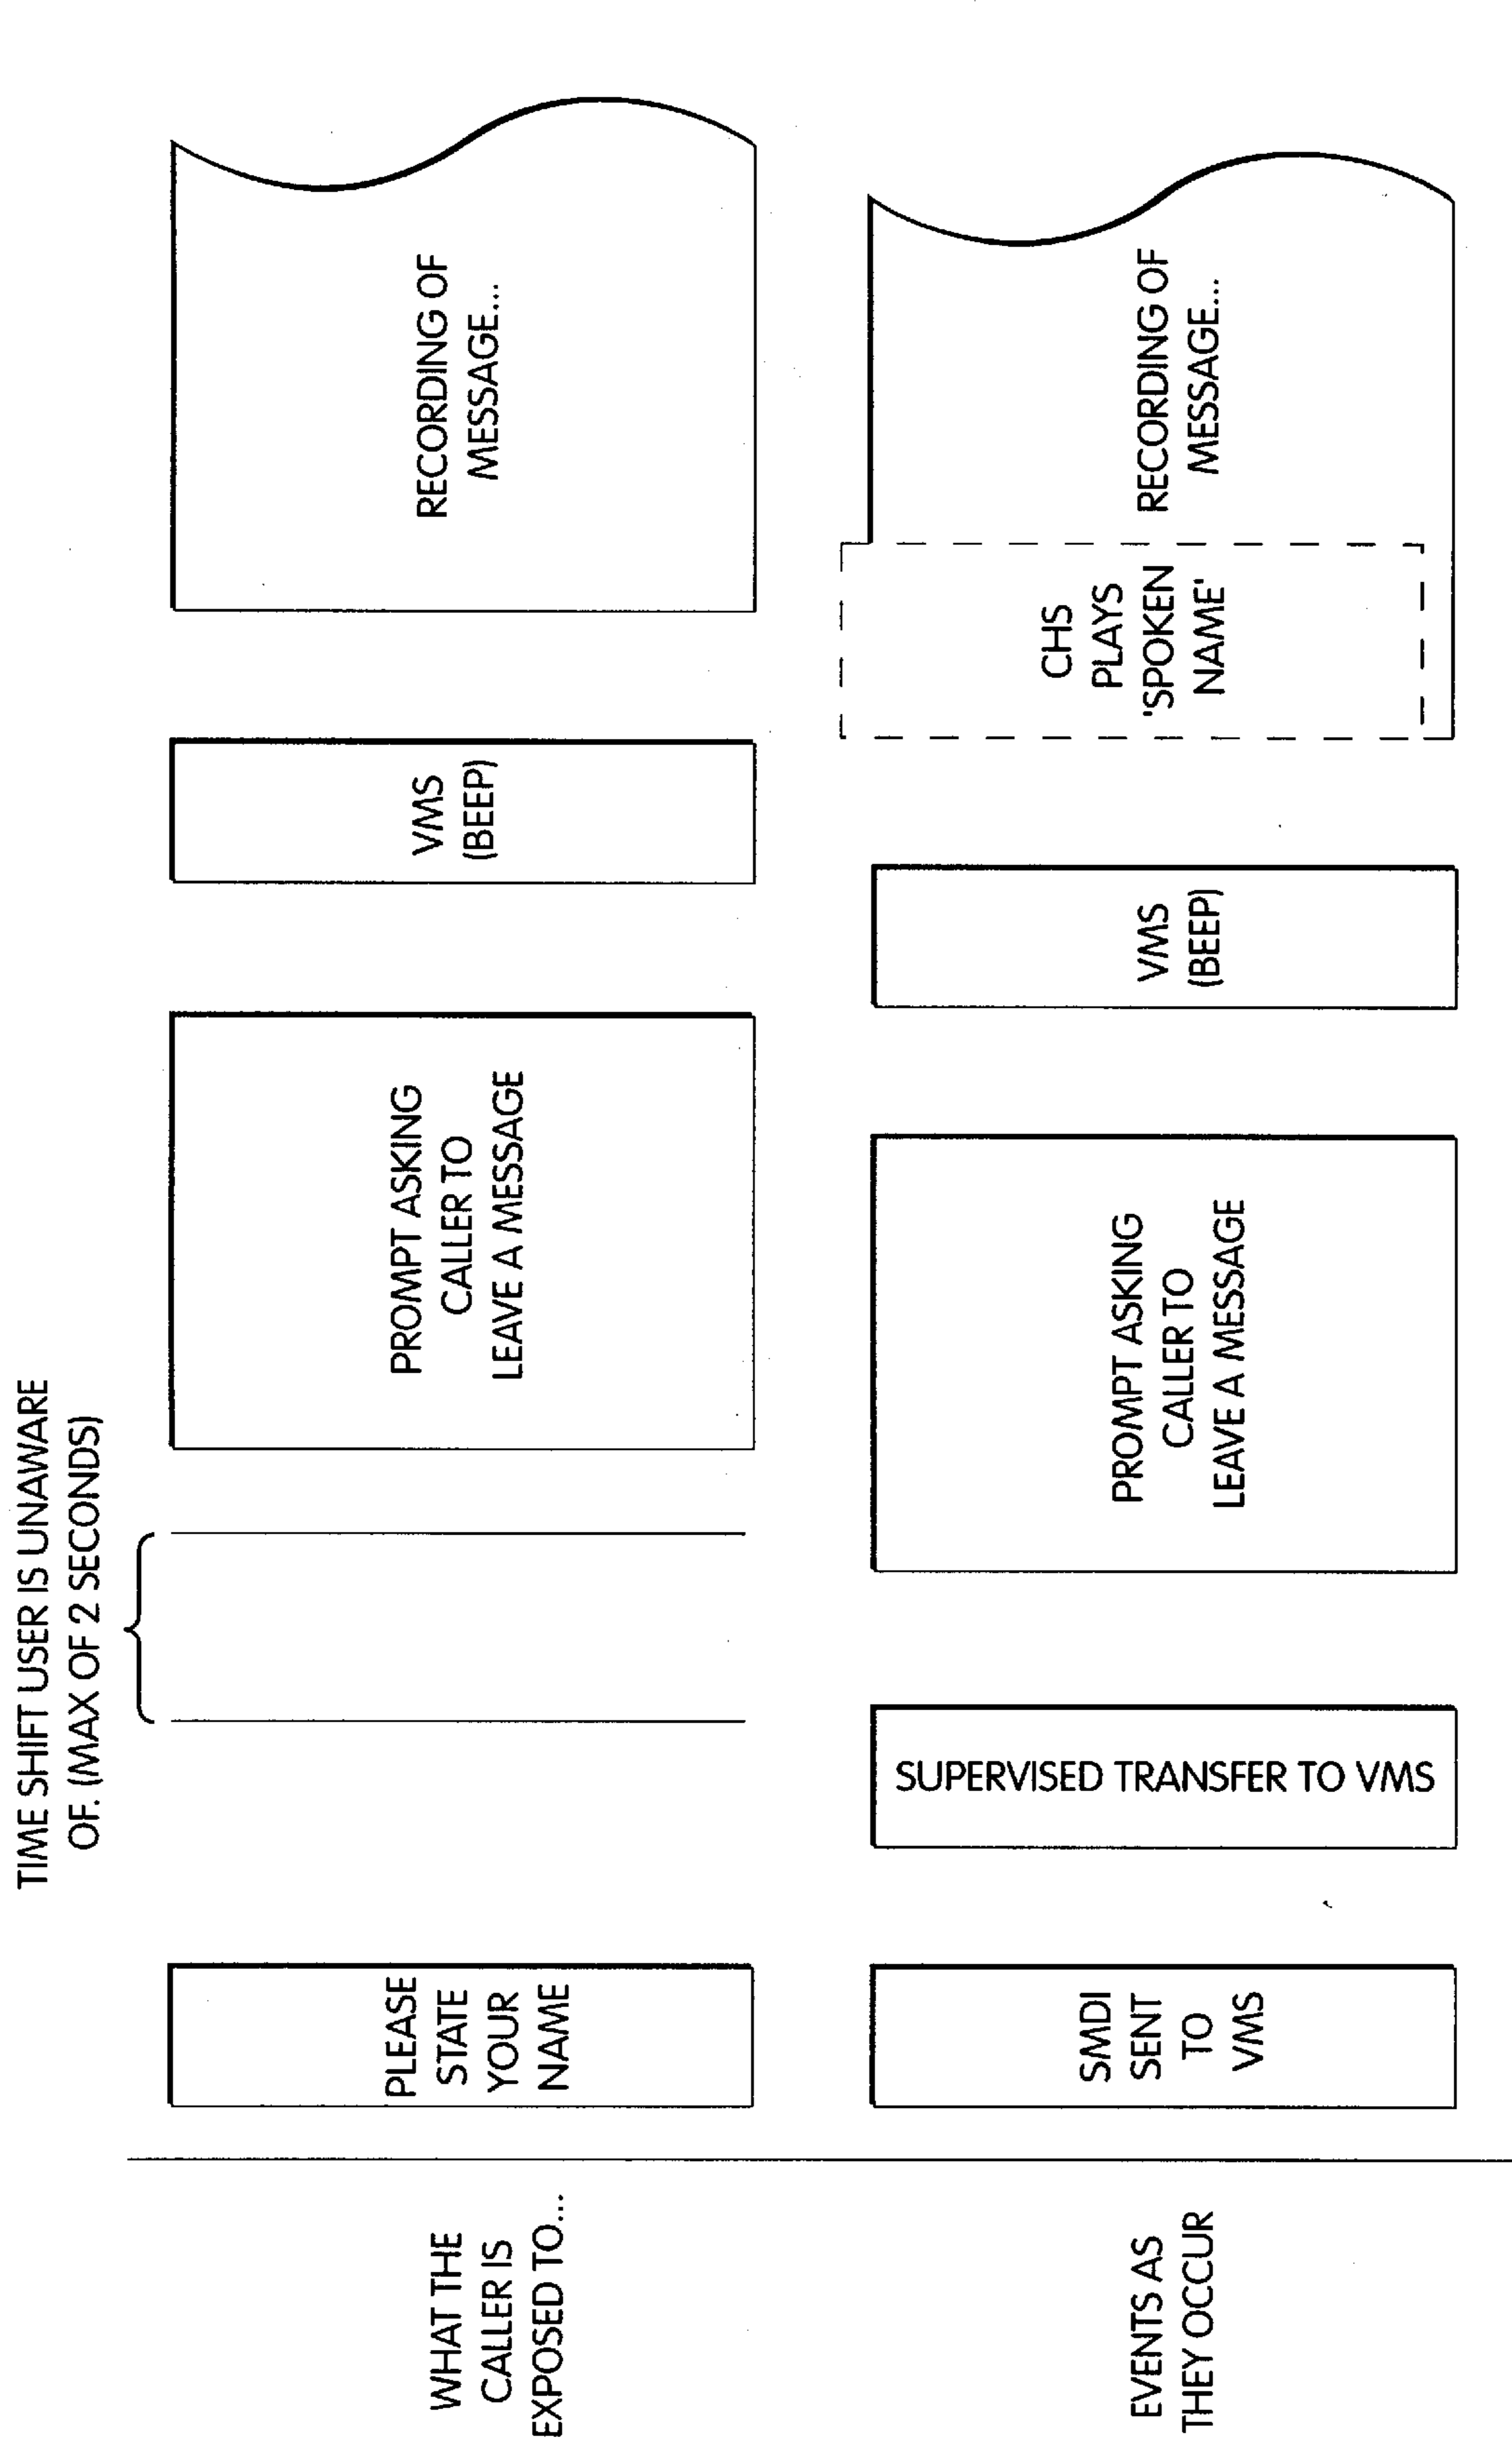 TIME SHIFT USER IS UNAWARE
OF. (MAX OF 2 SECONDS)
WHAT THE
CALLER IS
EXPOSED TO...
PLEASE
STATE
YOUR
NAME
PROMPT ASKING
CALLER TO
LEAVE A MESSAGE
VMS
(BEEP)
RECORDING OF
MESSAGE...
EVENTS AS
THEY OCCUR
SMDI
SENT
TO
VMS
SUPERVISED TRANSFER TO VMS
PROMPT ASKING
CALLER TO
LEAVE A MESSAGE
VMS
(BEEP)
CHS
PLAYS
'SPOKEN
NAME'
RECORDING OF
MESSAGE...